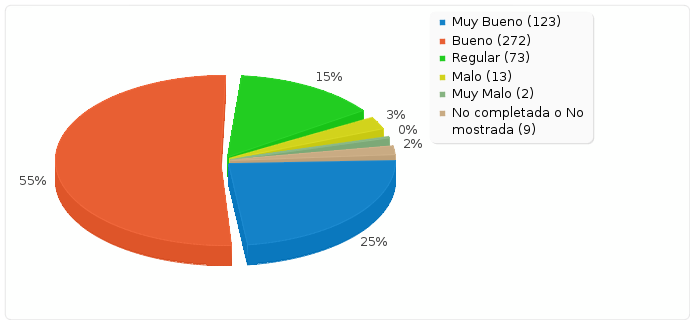 Muy Bueno (123)
Bueno (272)
Regular (73)
Malo (13)
Muy Malo (2)
No completada o No
mostrada (9)
15%
3%
0%
2%
55%
25%